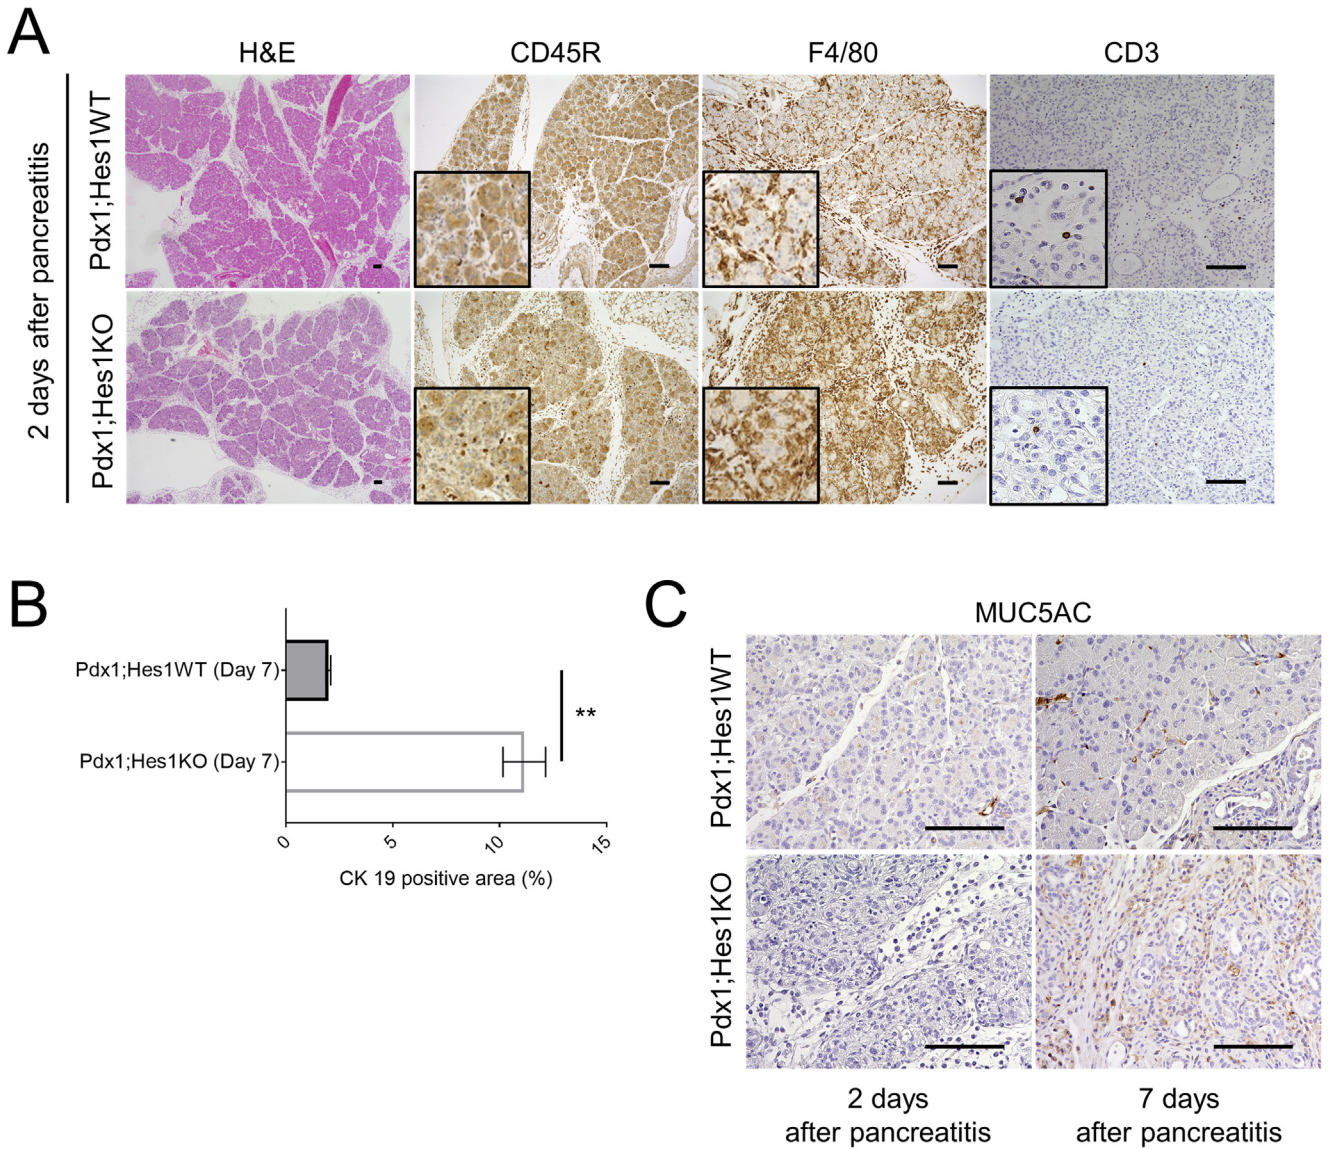 A
H&E
CD45R
F4/80
CD3
2 days after pancreatitis
Pdx1;Hes1WT
Pdx1;Hes1KO
B
Pdx1;Hes1WT (Day 7)
Pdx1;Hes1KO (Day 7)
**
0
5
10
15
CK 19 positive area (%)
C
MUC5AC
Pdx1;Hes1WT
Pdx1;Hes1KO
2 days
after pancreatitis
7 days
after pancreatitis